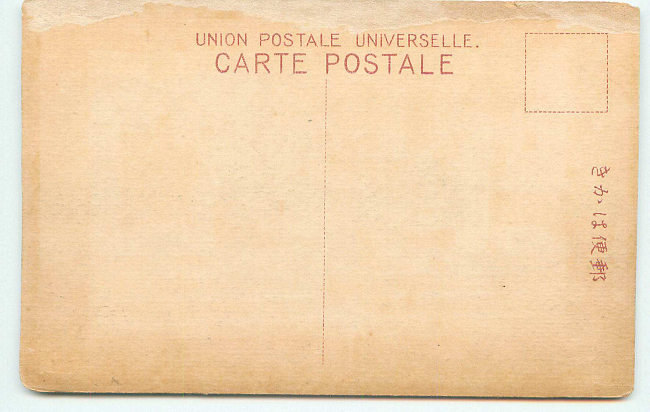 UNION POSTALE UNIVERSELLE.
CARTE POSTALE
郵便はかき